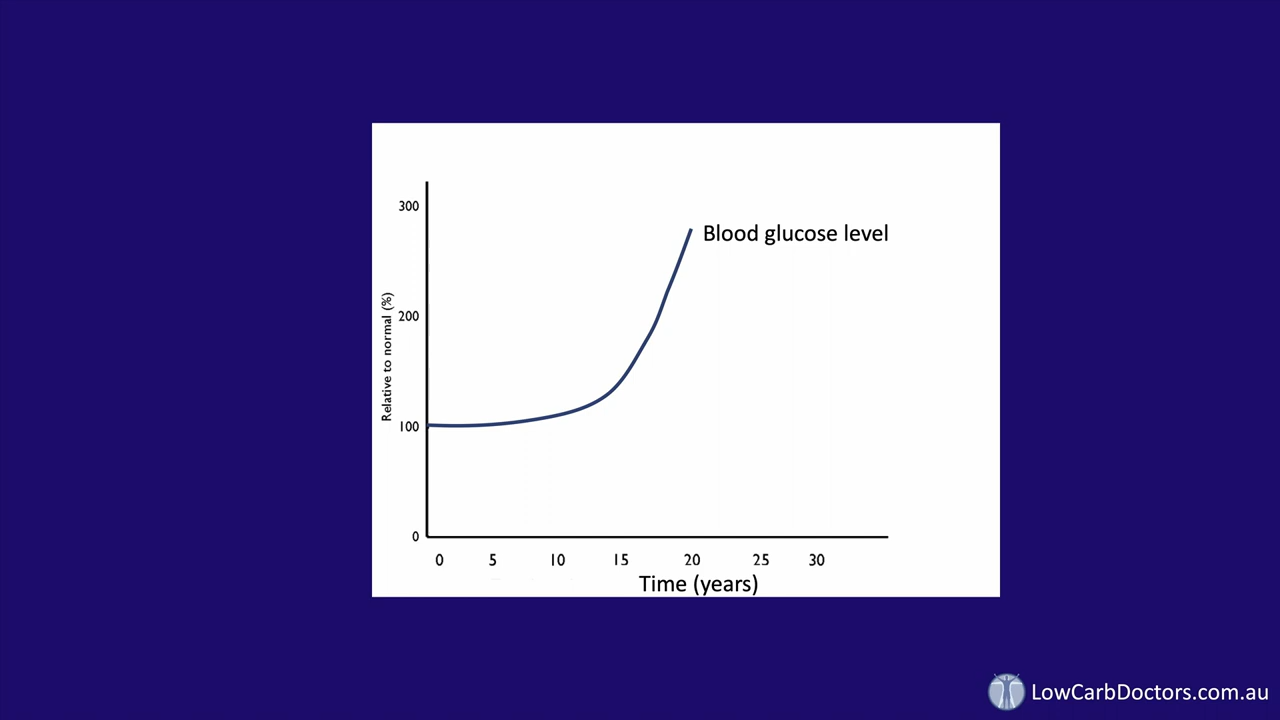 300
Blood glucose level
Relative to normal (%)
200
100
0
0 5 10 15 20 25 30
Time (years)
LowCarbDoctors.com.au